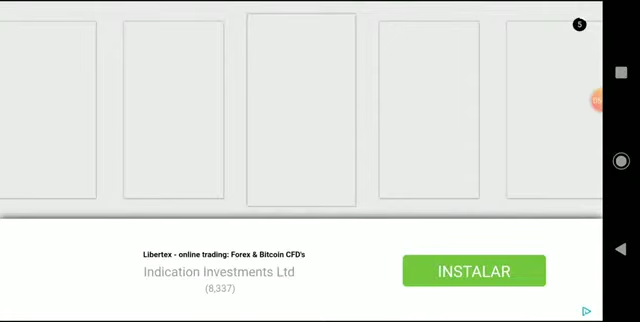 5
Libertex - online trading: Forex & Bitcoin CFD's
Indication Investments Ltd
INSTALAR
(8,337)